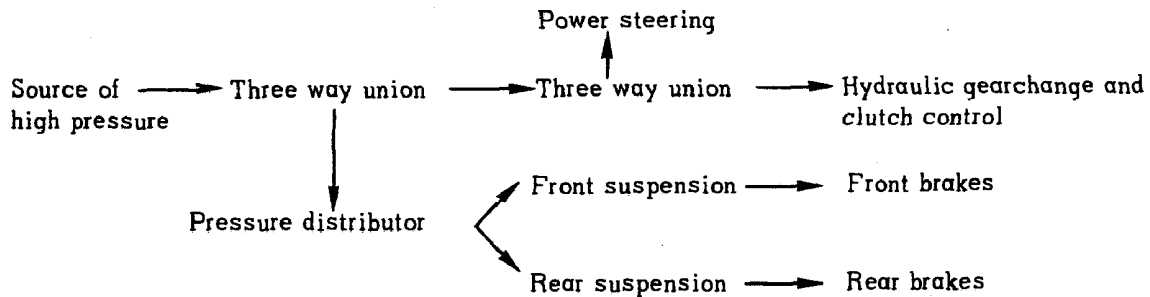 Power steering
Source of
high pressure
Three way union
Three way union
Hydraulic gearchange and
clutch control
Pressure distributor
Front suspension
Front brakes
Rear suspension
Rear brakes